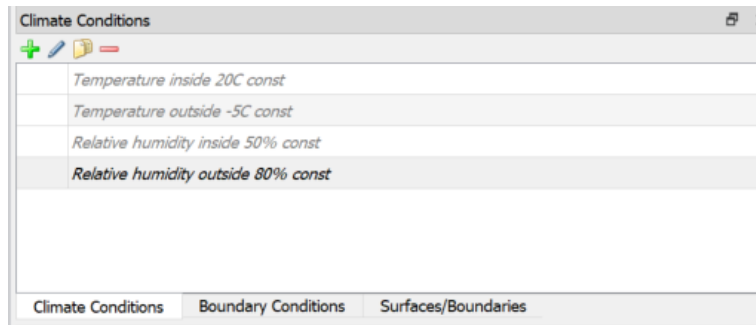 Climate Conditions
Temperature inside 20C const
Temperature outside -5C const
Relative humidity inside 50% const
Relative humidity outside 80% const
Climate Conditions Boundary Conditions Surfaces/Boundaries